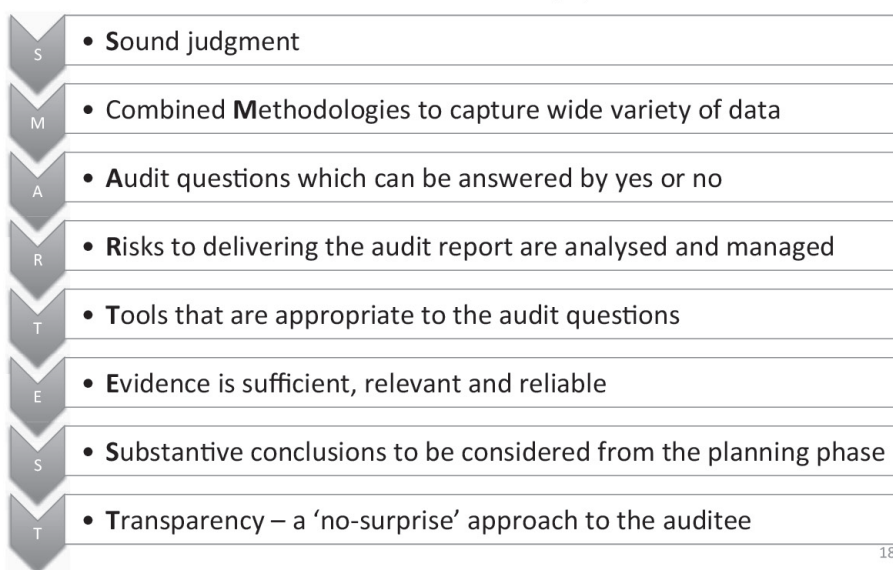 S
• Sound judgment
M
• Combined Methodologies to capture wide variety of data
A
• Audit questions which can be answered by yes or no
R
• Risks to delivering the audit report are analysed and managed
T
• Tools that are appropriate to the audit questions
E
• Evidence is sufficient, relevant and reliable
S
• Substantive conclusions to be considered from the planning phase
T
• Transparency – a ‘no-surprise’ approach to the auditee
18